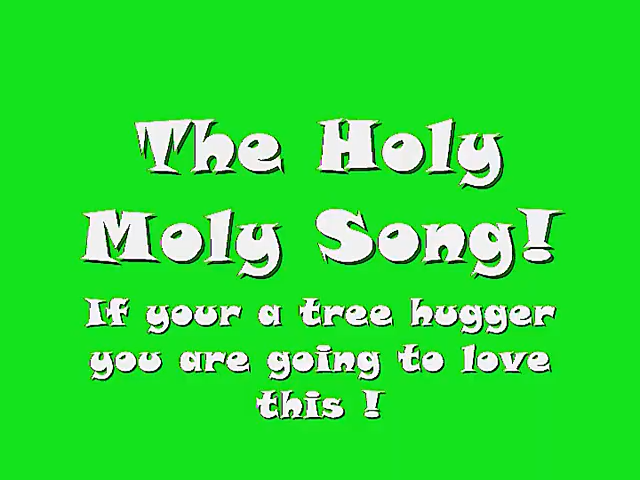 The Holy
Moly Song!
If your a tree hugger
you are going to love
this !